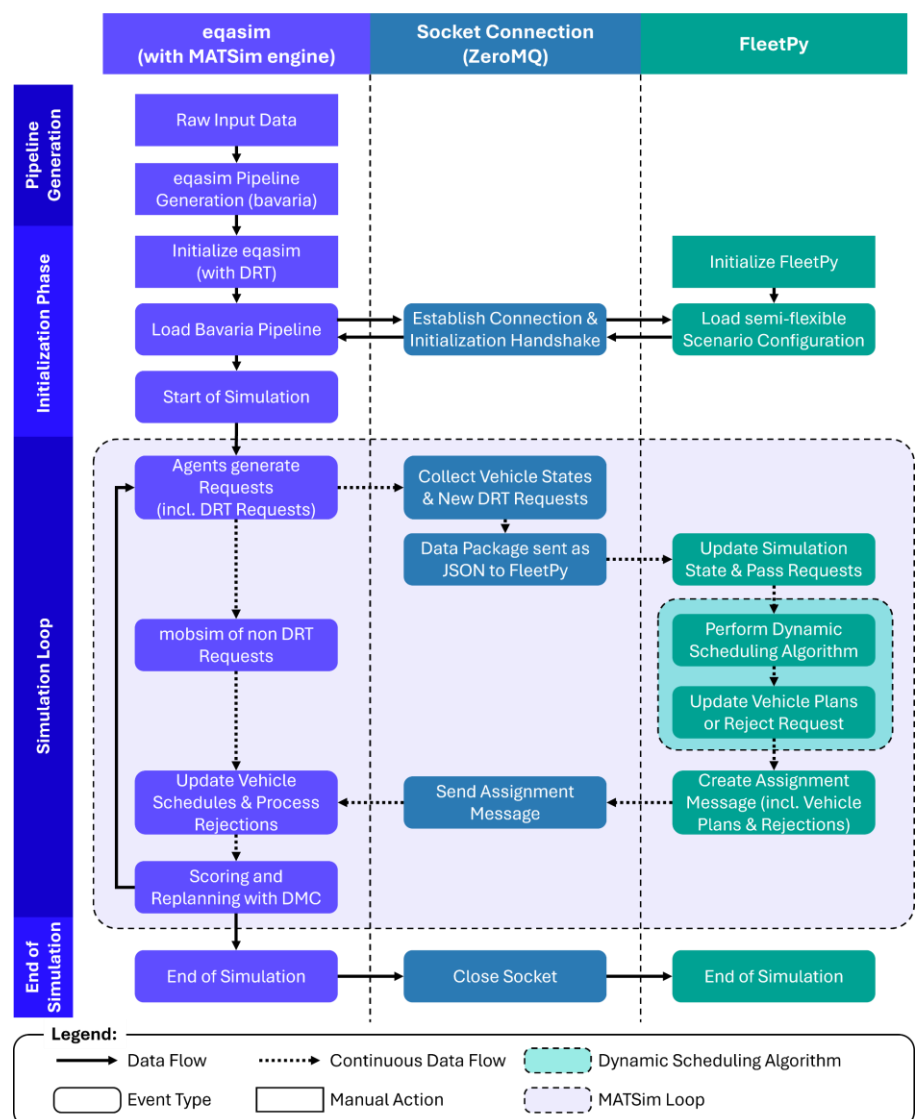 eqasim
(with MATSim engine)
Socket Connection
(ZeroMQ)
FleetPy
Pipeline
Generation
Raw Input Data
eqasim Pipeline
Generation (bavaria)
Initialization Phase
Initialize eqasim
(with DRT)
Initialize FleetPy
Load Bavaria Pipeline
Establish Connection &
Initialization Handshake
Load semi-flexible
Scenario Configuration
Start of Simulation
Simulation Loop
Agents generate
Requests
(incl. DRT Requests)
Collect Vehicle States
& New DRT Requests
Data Package sent as
JSON to FleetPy
Update Simulation
State & Pass Requests
mobsim of non DRT
Requests
Perform Dynamic
Scheduling Algorithm
Update Vehicle Plans
or Reject Request
Update Vehicle
Schedules & Process
Rejections
Send Assignment
Message
Create Assignment
Message (incl. Vehicle
Plans & Rejections)
Scoring and
Replanning with DMC
End of
Simulation
End of Simulation
Close Socket
End of Simulation
Legend:
Data Flow
Continuous Data Flow
Dynamic Scheduling Algorithm
Event Type
Manual Action
MATSim Loop